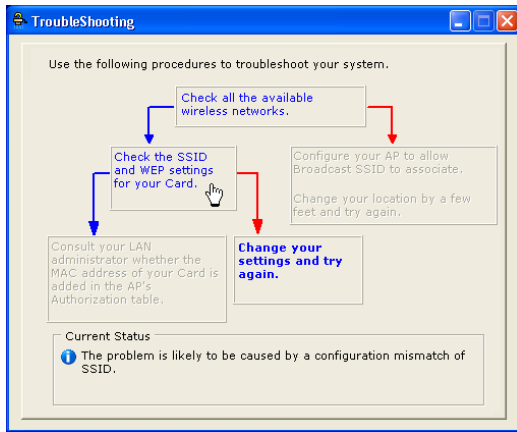 TroubleShooting
Use the following procedures to troubleshoot your system.
Check all the available
wireless networks.
Check the SSID
and WEP settings
for your Card.
Configure your AP to allow
Broadcast SSID to associate.
Change your location by a few
feet and try again.
Consult your LAN
administrator whether the
MAC address of your Card is
added in the AP's
Authorization table.
Change your
settings and try
again.
Current Status
The problem is likely to be caused by a configuration mismatch of
SSID.